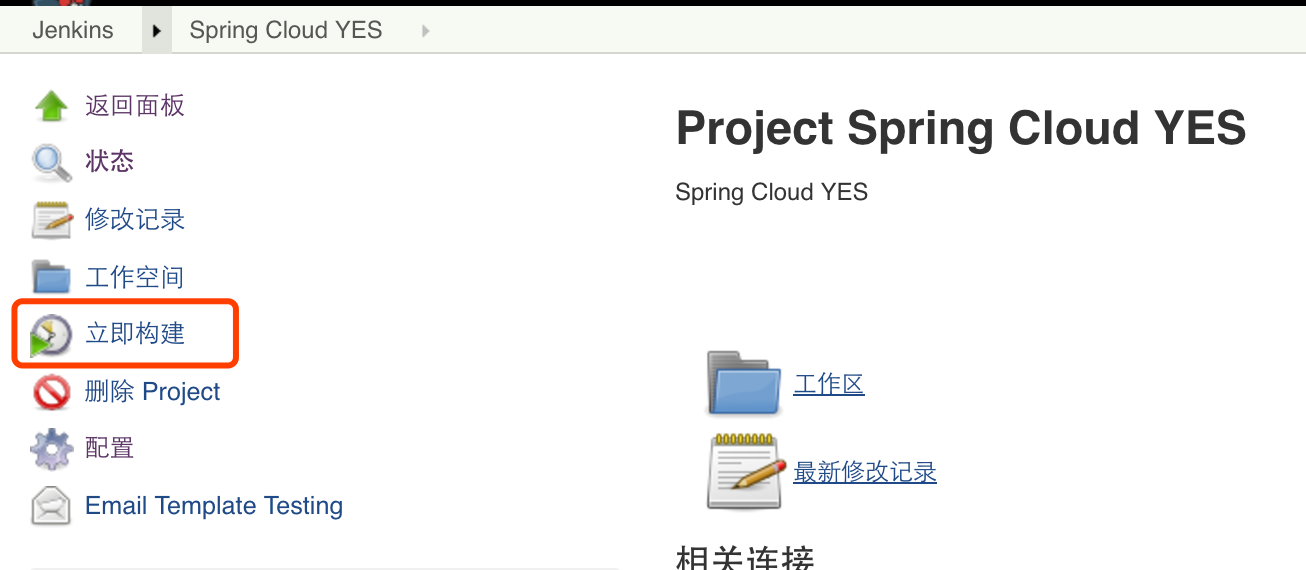 Jenkins
Spring Cloud YES
返回面板
状态
修改记录
工作空间
立即构建
删除 Project
配置
Email Template Testing
Project Spring Cloud YES
Spring Cloud YES
工作区
最新修改记录
相关连接